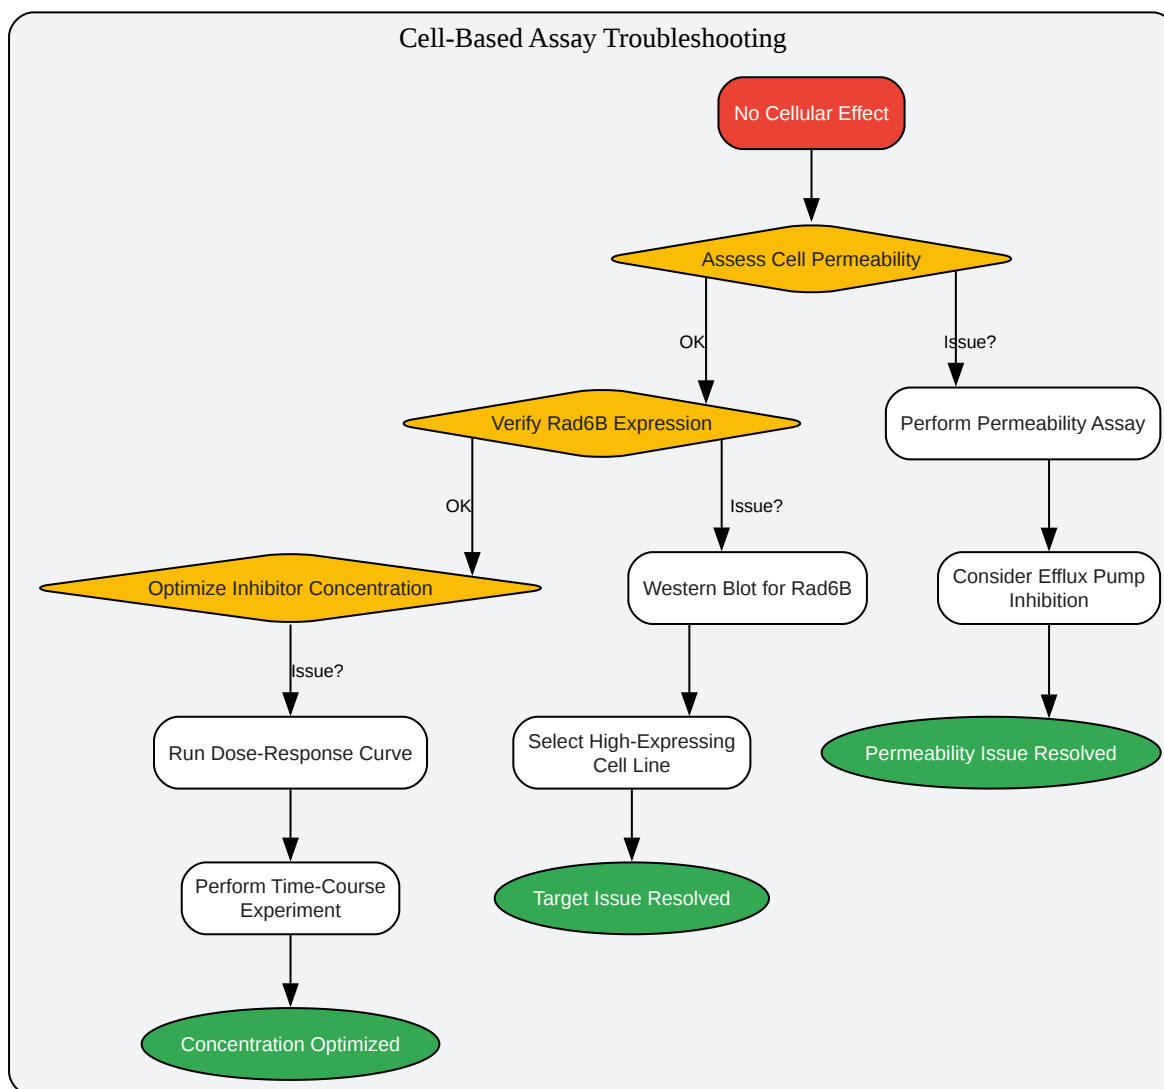 Cell-Based Assay Troubleshooting
No Cellular Effect
Assess Cell Permeability
OK
Issue?
Verify Rad6B Expression
Perform Permeability Assay
OK
Issue?
Optimize Inhibitor Concentration
Western Blot for Rad6B
Consider Efflux Pump
Inhibition
Issue?
Run Dose-Response Curve
Select High-Expressing
Cell Line
Permeability Issue Resolved
Perform Time-Course
Experiment
Target Issue Resolved
Concentration Optimized